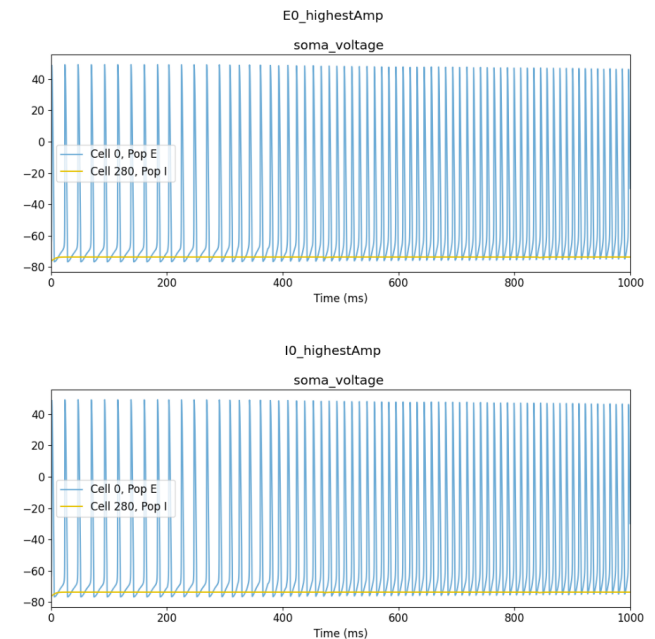 E0_highestAmp
soma_voltage
40
20
0
−20
−40
−60
−80
Cell 0, Pop E
Cell 280, Pop I
0 200 400 600 800 1000
Time (ms)
I0_highestAmp
soma_voltage
40
20
0
−20
−40
−60
−80
Cell 0, Pop E
Cell 280, Pop I
0 200 400 600 800 1000
Time (ms)